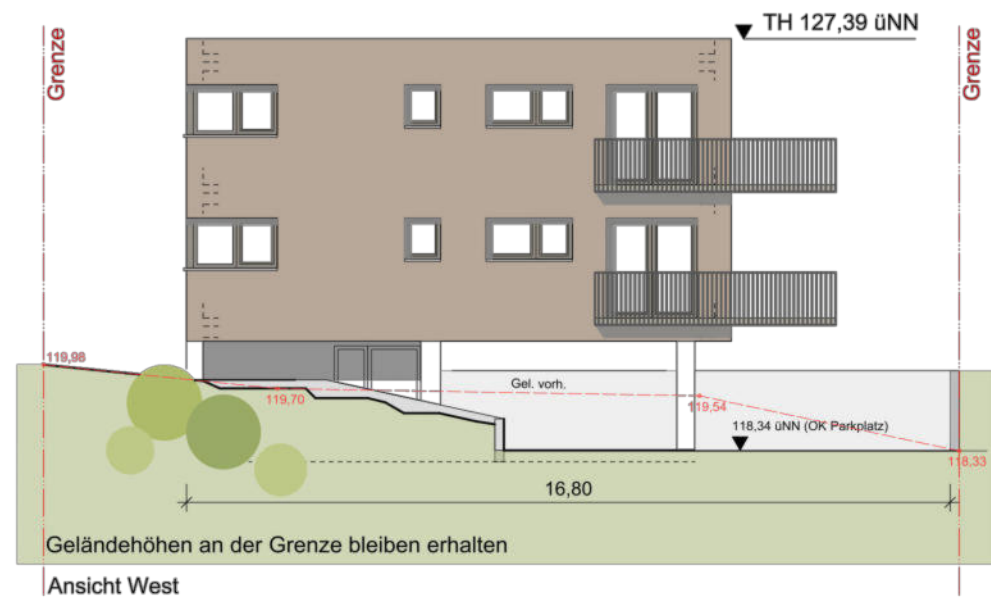 TH 127,39 üNN
Grenze
Grenze
119,98
Gel. vorh.
119,70
119,54
118,34 üNN (OK Parkplatz)
118,33
16,80
Geländehöhen an der Grenze bleiben erhalten
Ansicht West